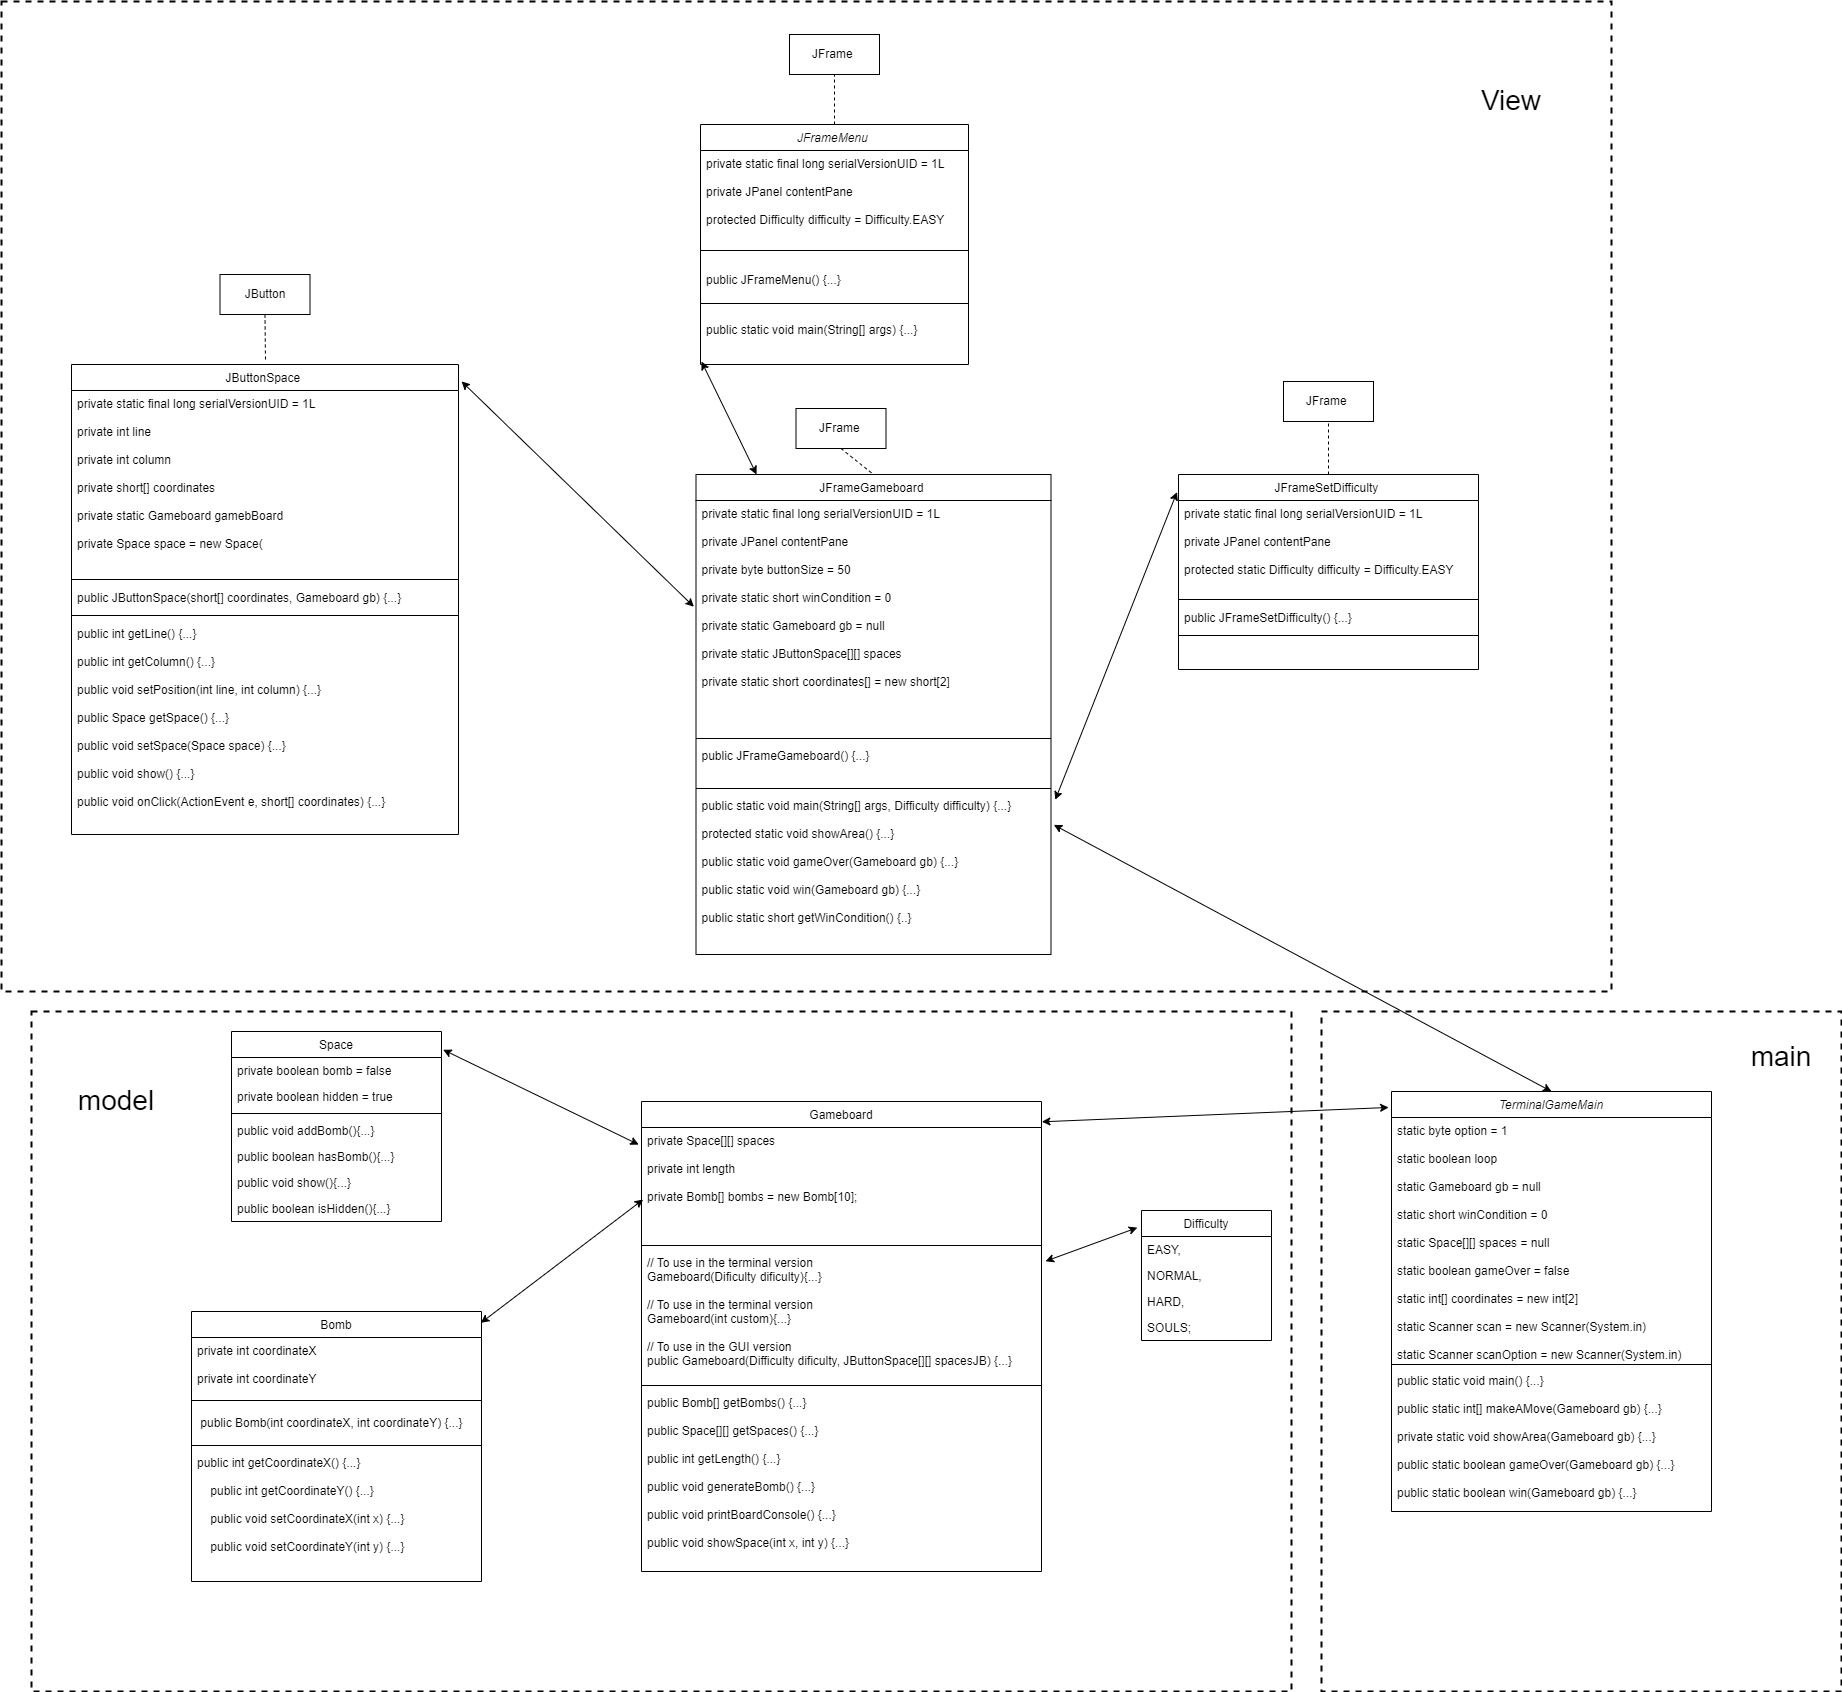 View
JFrame
JFrameMenu
private static final long serialVersionUID = 1L
private JPanel contentPane
protected Difficulty difficulty = Difficulty.EASY
public JFrameMenu() {...}
public static void main(String[] args) {...}
JButton
JButtonSpace
private static final long serialVersionUID = 1L
private int line
private int column
private short[] coordinates
private static Gameboard gamebBoard
private Space space = new Space(
public JButtonSpace(short[] coordinates, Gameboard gb) {...}
public int getLine() {...}
public int getColumn() {...}
public void setPosition(int line, int column) {...}
public Space getSpace() {...}
public void setSpace(Space space) {...}
public void show() {...}
public void onClick(ActionEvent e, short[] coordinates) {...}
JFrame
JFrameGameboard
private static final long serialVersionUID = 1L
private JPanel contentPane
private byte buttonSize = 50
private static short winCondition = 0
private static Gameboard gb = null
private static JButtonSpace[][] spaces
private static short coordinates[] = new short[2]
public JFrameGameboard() {...}
public static void main(String[] args, Difficulty difficulty) {...}
protected static void showArea() {...}
public static void gameOver(Gameboard gb) {...}
public static void win(Gameboard gb) {...}
public static short getWinCondition() {..}
JFrame
JFrameSetDifficulty
private static final long serialVersionUID = 1L
private JPanel contentPane
protected static Difficulty difficulty = Difficulty.EASY
public JFrameSetDifficulty() {...}
model
Space
private boolean bomb = false
private boolean hidden = true
public void addBomb(){...}
public boolean hasBomb(){...}
public void show(){...}
public boolean isHidden(){...}
Bomb
private int coordinateX
private int coordinateY
public Bomb(int coordinateX, int coordinateY) {...}
public int getCoordinateX() {...}
public int getCoordinateY() {...}
public void setCoordinateX(int x) {...}
public void setCoordinateY(int y) {...}
Gameboard
private Space[][] spaces
private int length
private Bomb[] bombs = new Bomb[10];
// To use in the terminal version
Gameboard(Dificulty dificulty){...}
// To use in the terminal version
Gameboard(int custom){...}
// To use in the GUI version
public Gameboard(Difficulty dificulty, JButtonSpace[][] spacesJB) {...}
public Bomb[] getBombs() {...}
public Space[][] getSpaces() {...}
public int getLength() {...}
public void generateBomb() {...}
public void printBoardConsole() {...}
public void showSpace(int x, int y) {...}
Difficulty
EASY,
NORMAL,
HARD,
SOULS;
main
TerminalGameMain
static byte option = 1
static boolean loop
static Gameboard gb = null
static short winCondition = 0
static Space[][] spaces = null
static boolean gameOver = false
static int[] coordinates = new int[2]
static Scanner scan = new Scanner(System.in)
static Scanner scanOption = new Scanner(System.in)
public static void main() {...}
public static int[] makeAMove(Gameboard gb) {...}
private static void showArea(Gameboard gb) {...}
public static boolean gameOver(Gameboard gb) {...}
public static boolean win(Gameboard gb) {...}